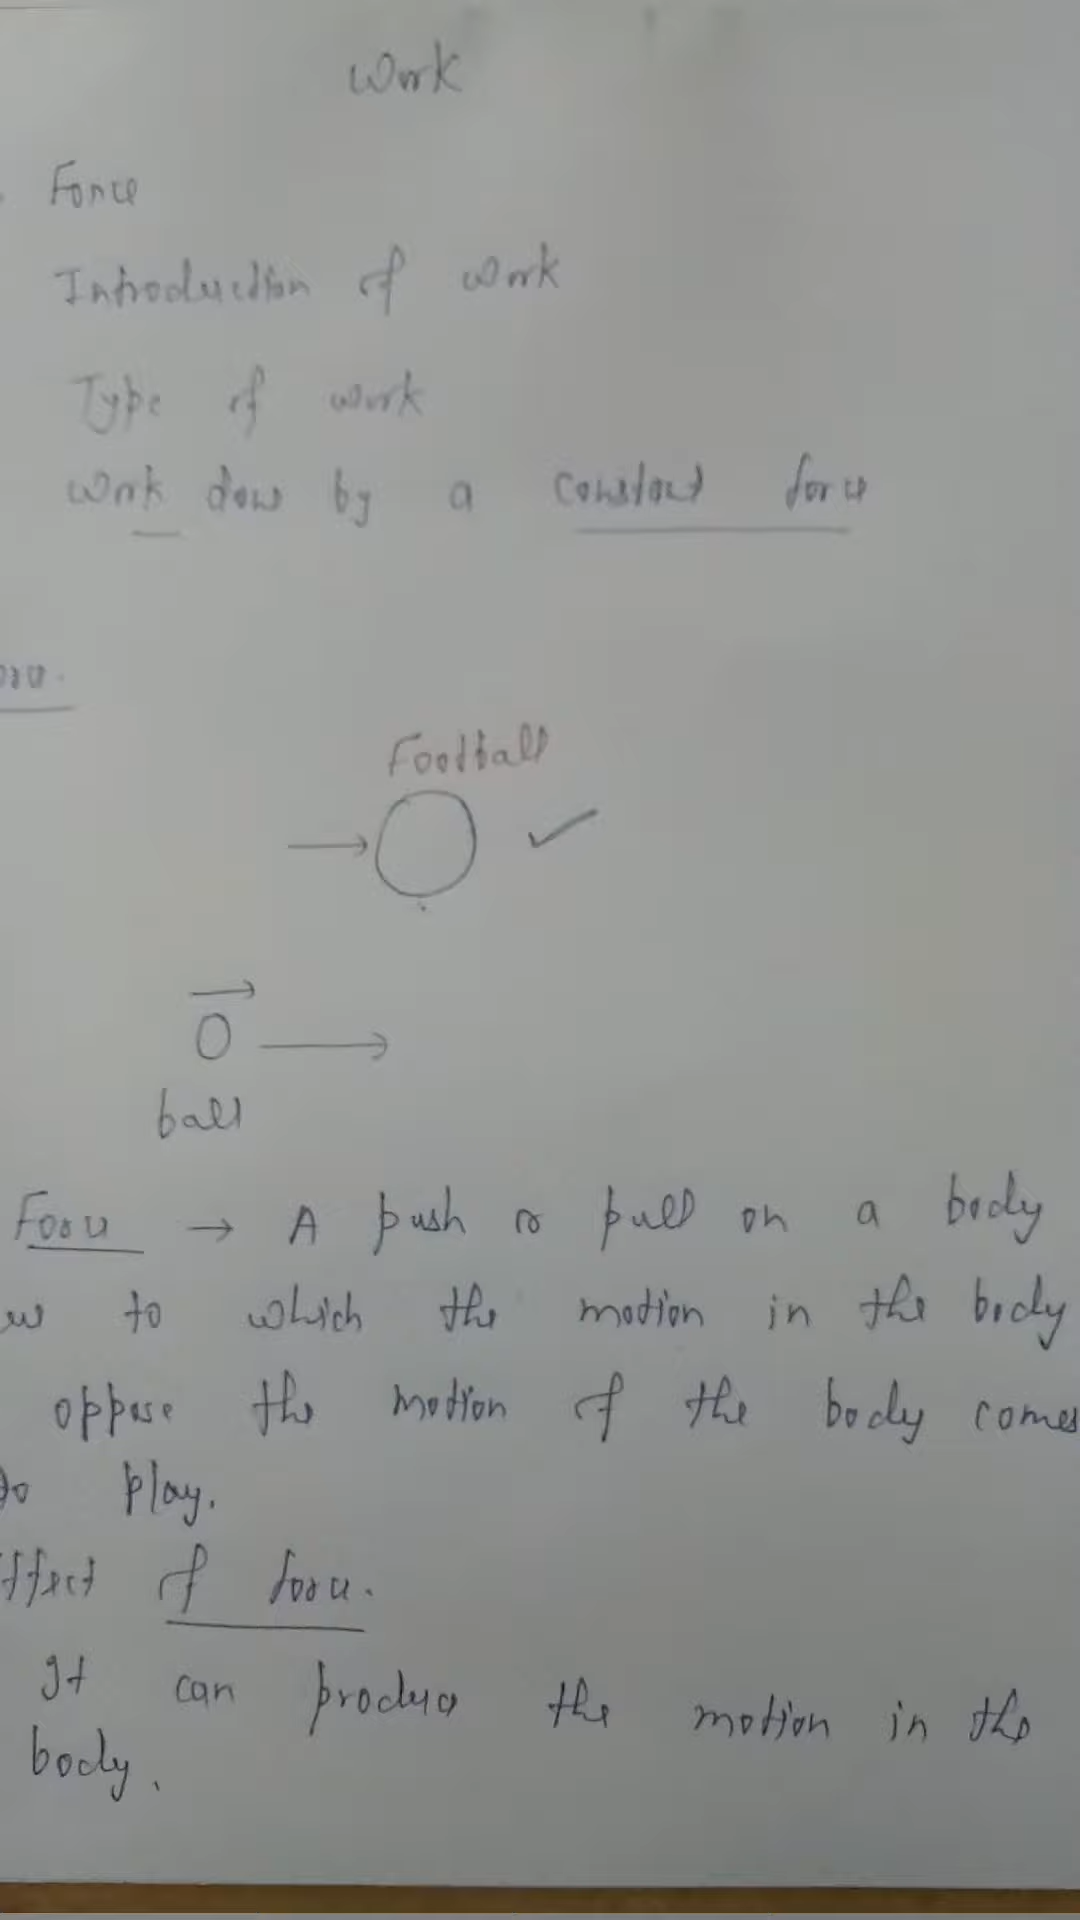 Work
Force
Introduction of work
Type of work
Work done by a constant force
Football
ball
Force → A push or pull on a body
to which the motion in the body
oppose the motion of the body comes
play.
of force.
It can produce the motion in the
body.